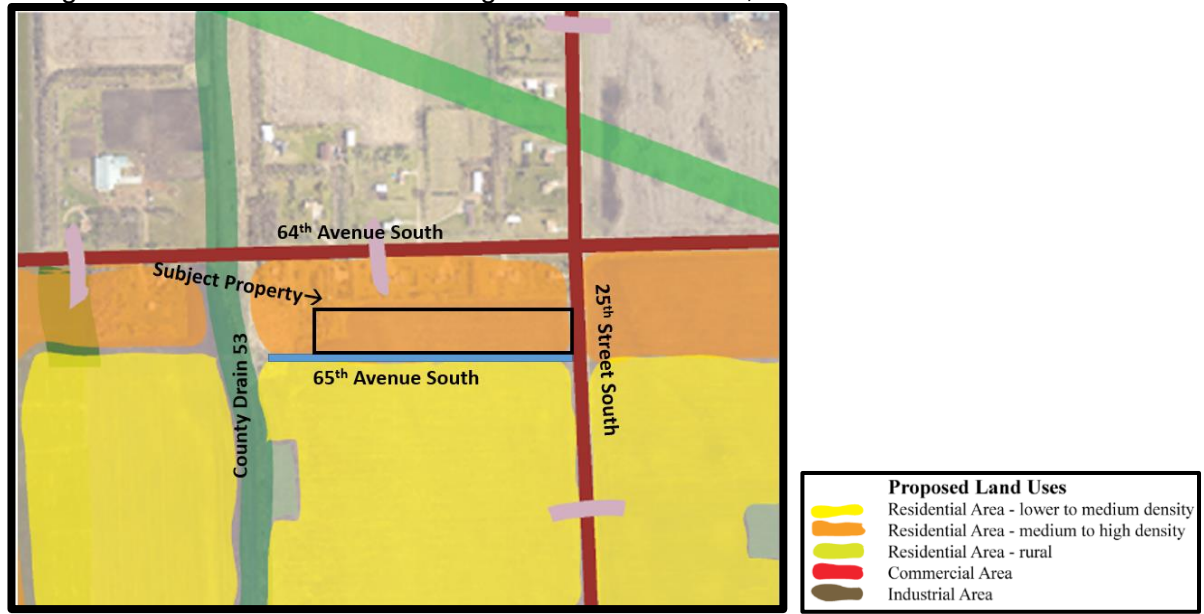 64th Avenue South
Subject Property→
County Drain 53
25th Street South
65th Avenue South
Proposed Land Uses
Residential Area - lower to medium density
Residential Area - medium to high density
Residential Area - rural
Commercial Area
Industrial Area